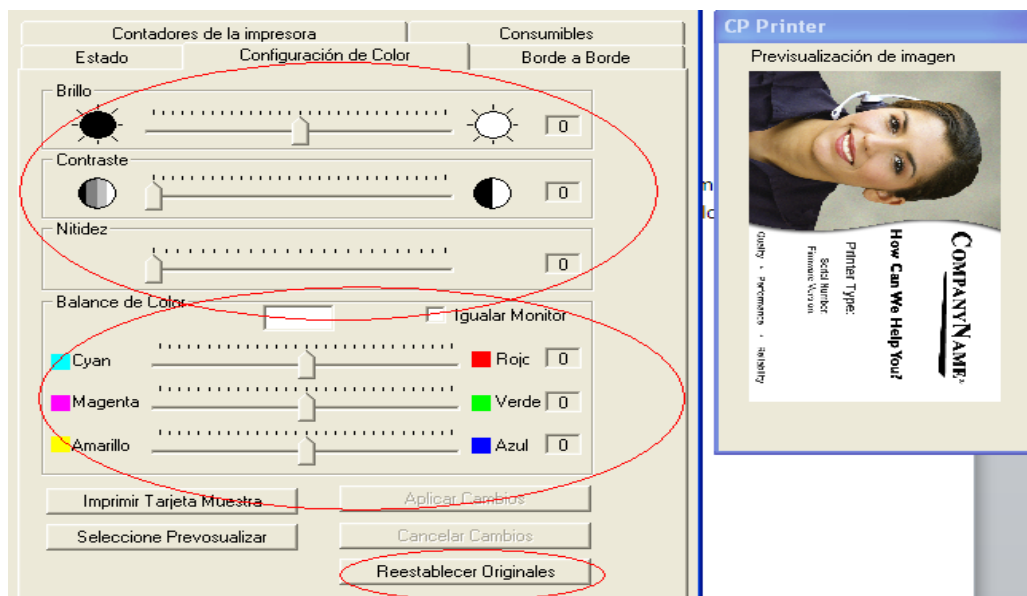 Contadores de la impresora
Consumibles
Estado
Configuración de Color
Borde a Borde
Brillo
0
Contraste
0
Nitidez
0
Balance de Color
Igualar Monitor
Cyan
Rojo
0
Magenta
Verde
0
Amarillo
Azul
0
Imprimir Tarjeta Muestra
Aplicar Cambios
Seleccione Prevosualizar
Cancelar Cambios
Reestablecer Originales
CP Printer
Previsualización de imagen
COMPANYNAME
How Can We Help You?
Printer Type:
Serial Number
Firmware Version
Quality • Performance • Reliability